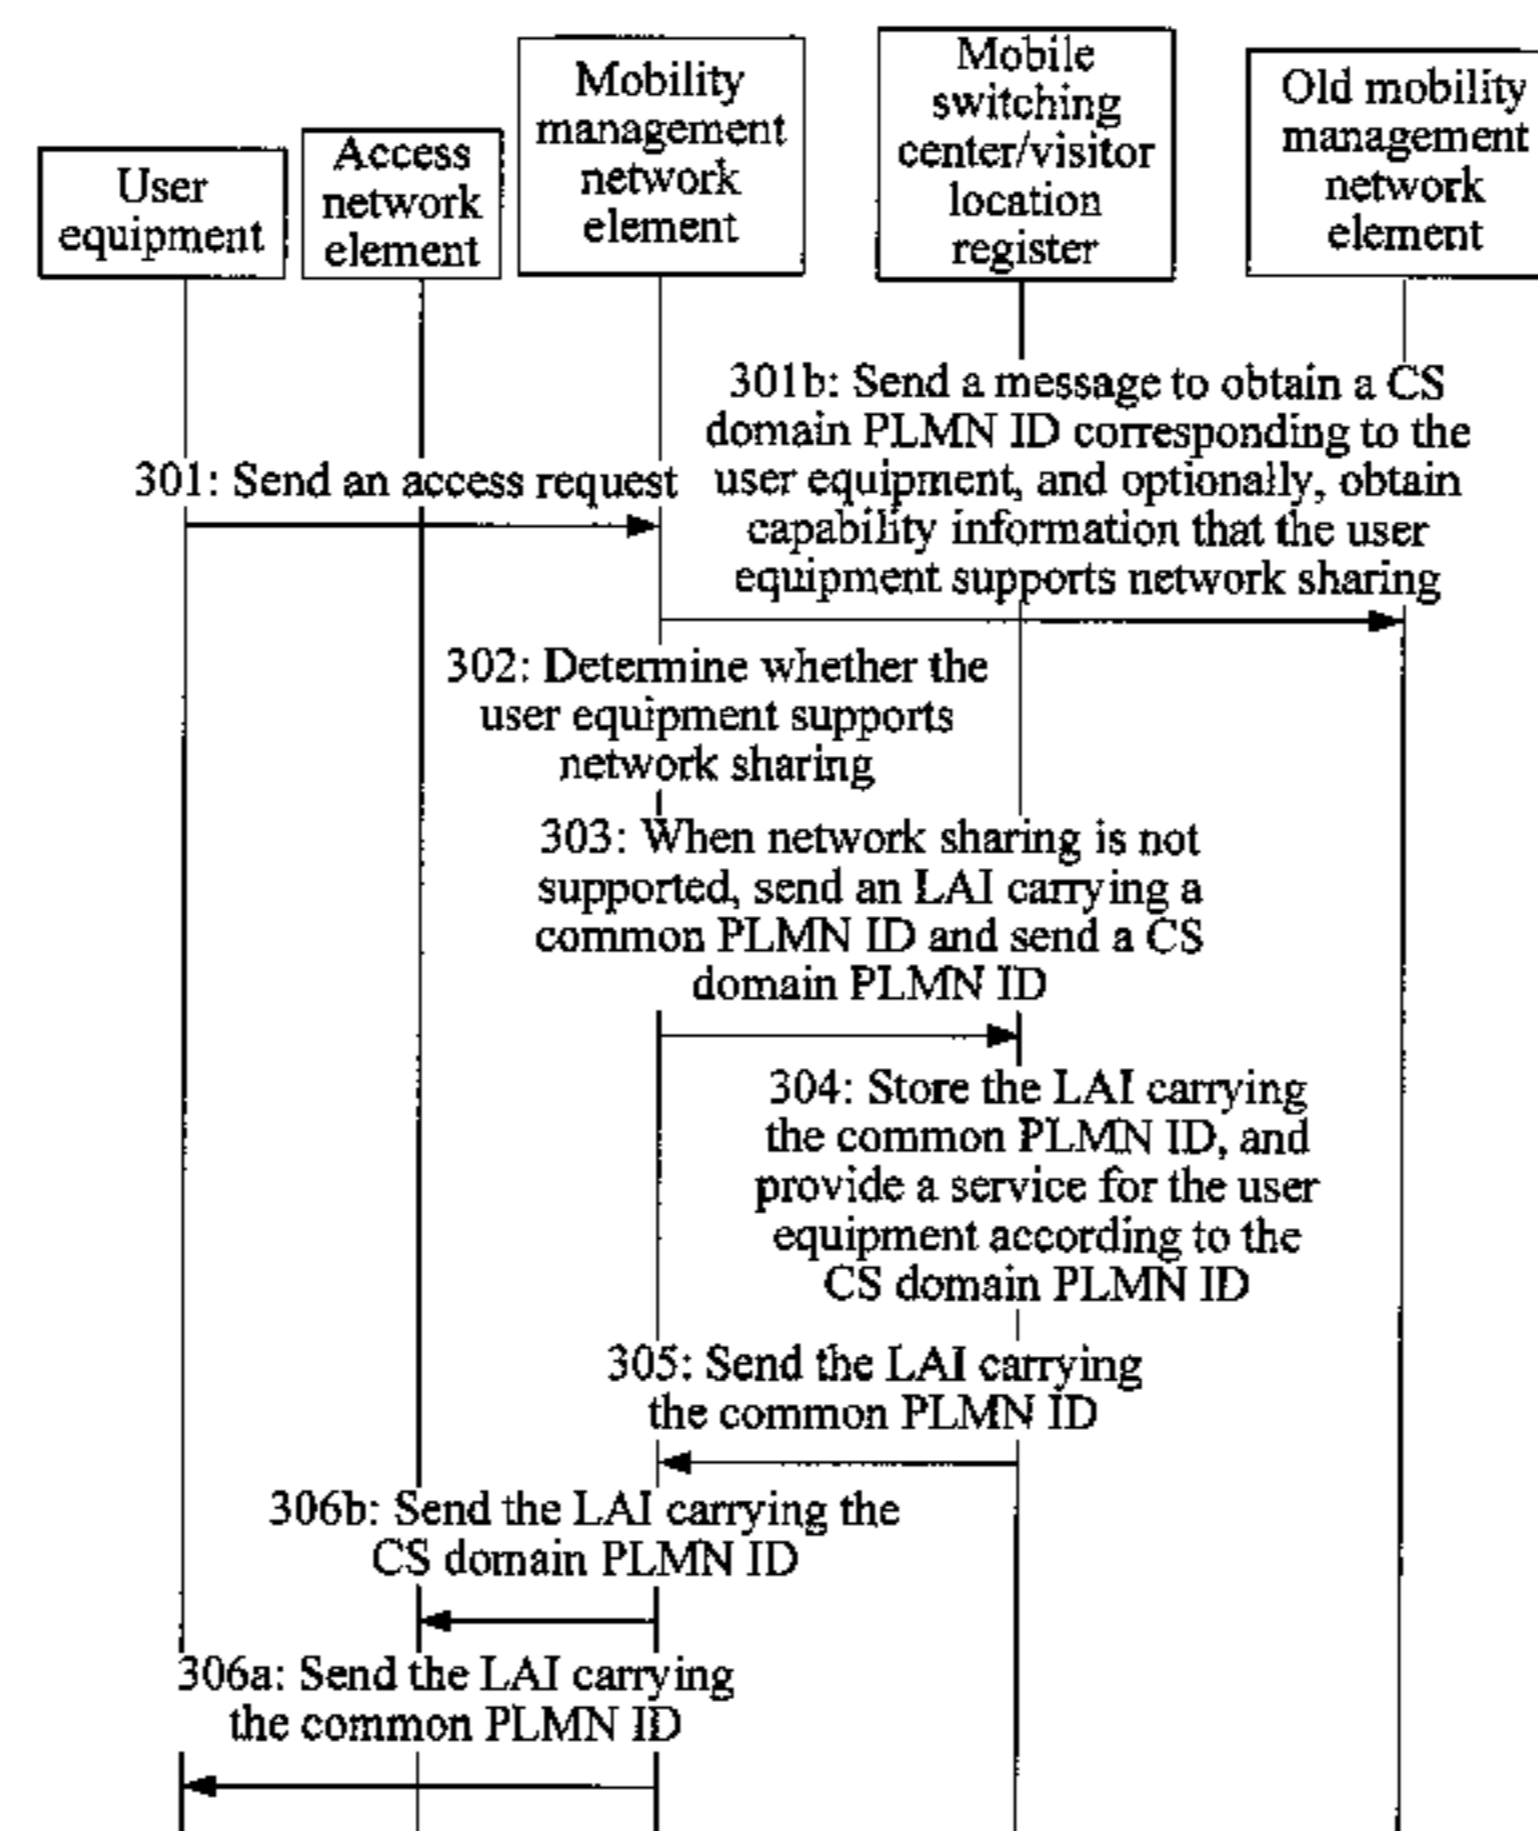 User
equipment
Access
network
element
Mobility
management
network
element
Mobile
switching
center/visitor
location
register
Old mobility
management
network
element
301b: Send a message to obtain a CS
domain PLMN ID corresponding to the
user equipment, and optionally, obtain
capability information that the user
equipment supports network sharing
301: Send an access request
302: Determine whether the
user equipment supports
network sharing
303: When network sharing is not
supported, send an LAI carrying a
common PLMN ID and send a CS
domain PLMN ID
304: Store the LAI carrying
the common PLMN ID, and
provide a service for the user
equipment according to the
CS domain PLMN ID
305: Send the LAI carrying
the common PLMN ID
306b: Send the LAI carrying the
CS domain PLMN ID
306a: Send the LAI carrying
the common PLMN ID